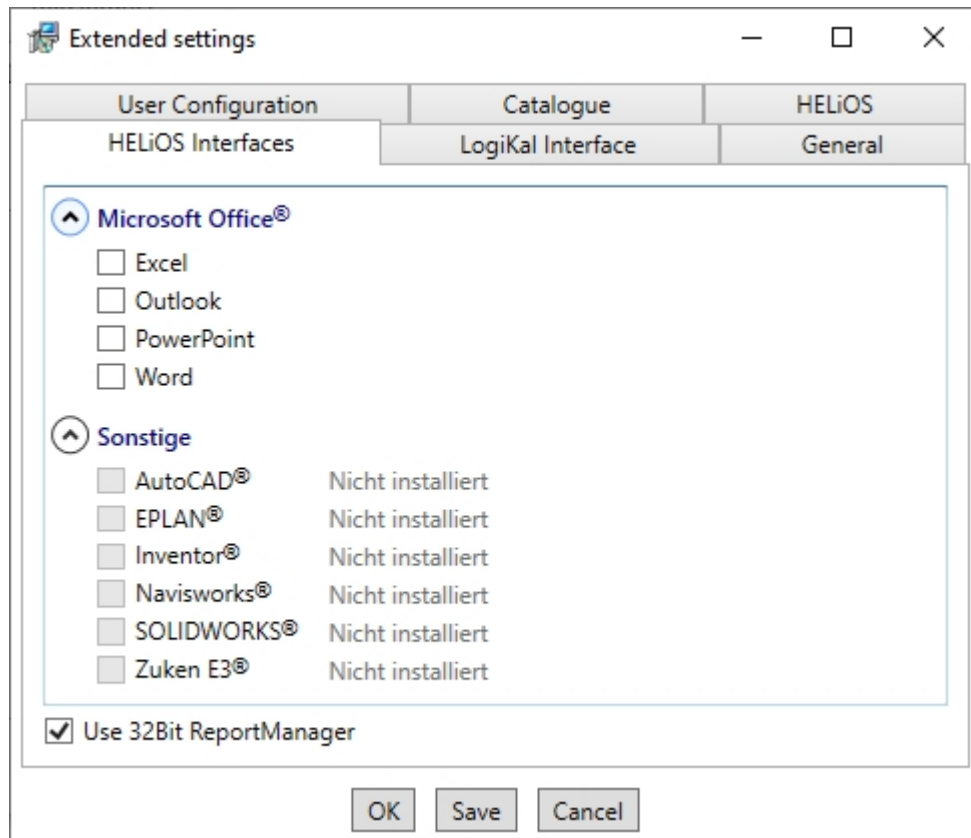 Extended settings
User Configuration Catalogue HELiOS
HELiOS Interfaces LogiKal Interface General
Microsoft Office®
Excel
Outlook
PowerPoint
Word
Sonstige
AutoCAD® Nicht installiert
EPLAN® Nicht installiert
Inventor® Nicht installiert
Navisworks® Nicht installiert
SOLIDWORKS® Nicht installiert
Zuken E3® Nicht installiert
Use 32Bit ReportManager
OK Save Cancel